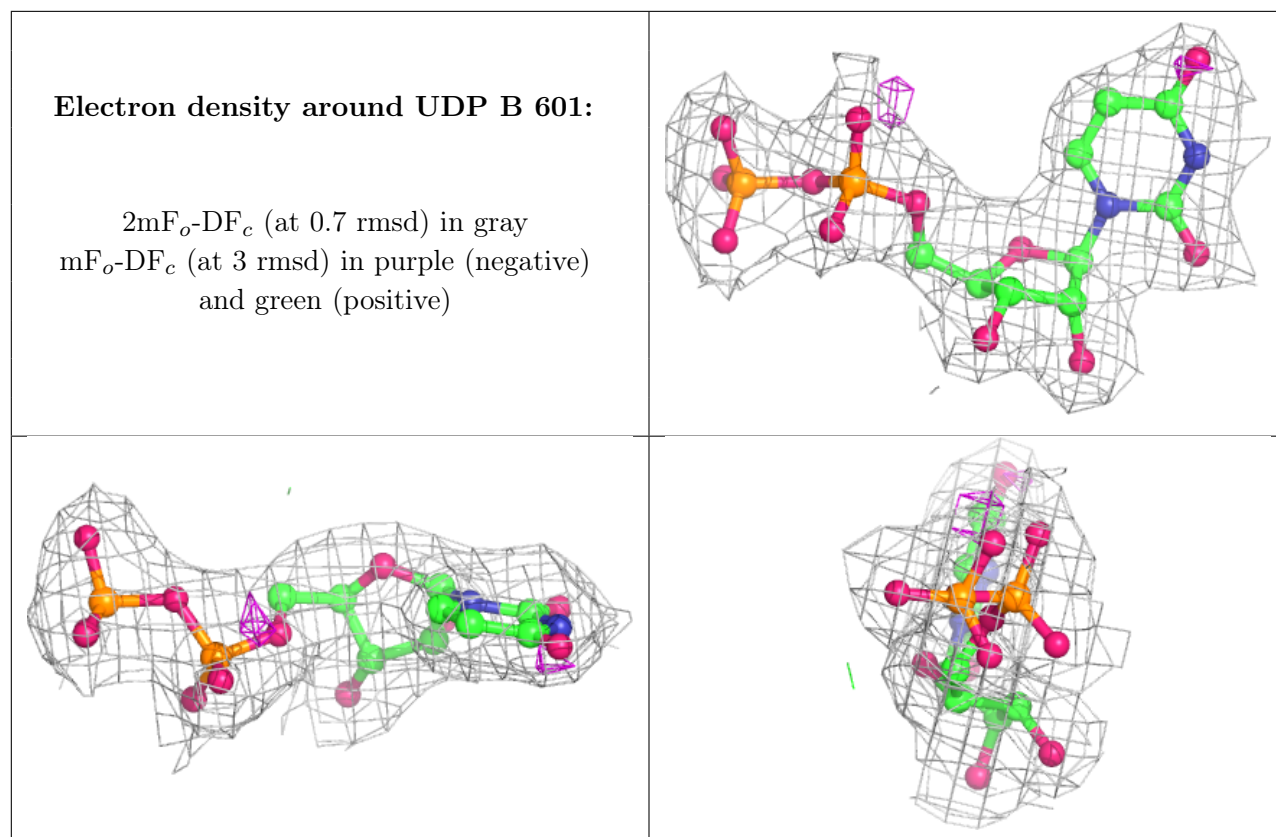 Electron density around UDP B 601:
2mFo-DFc (at 0.7 rmsd) in gray
mFo-DFc (at 3 rmsd) in purple (negative)
and green (positive)